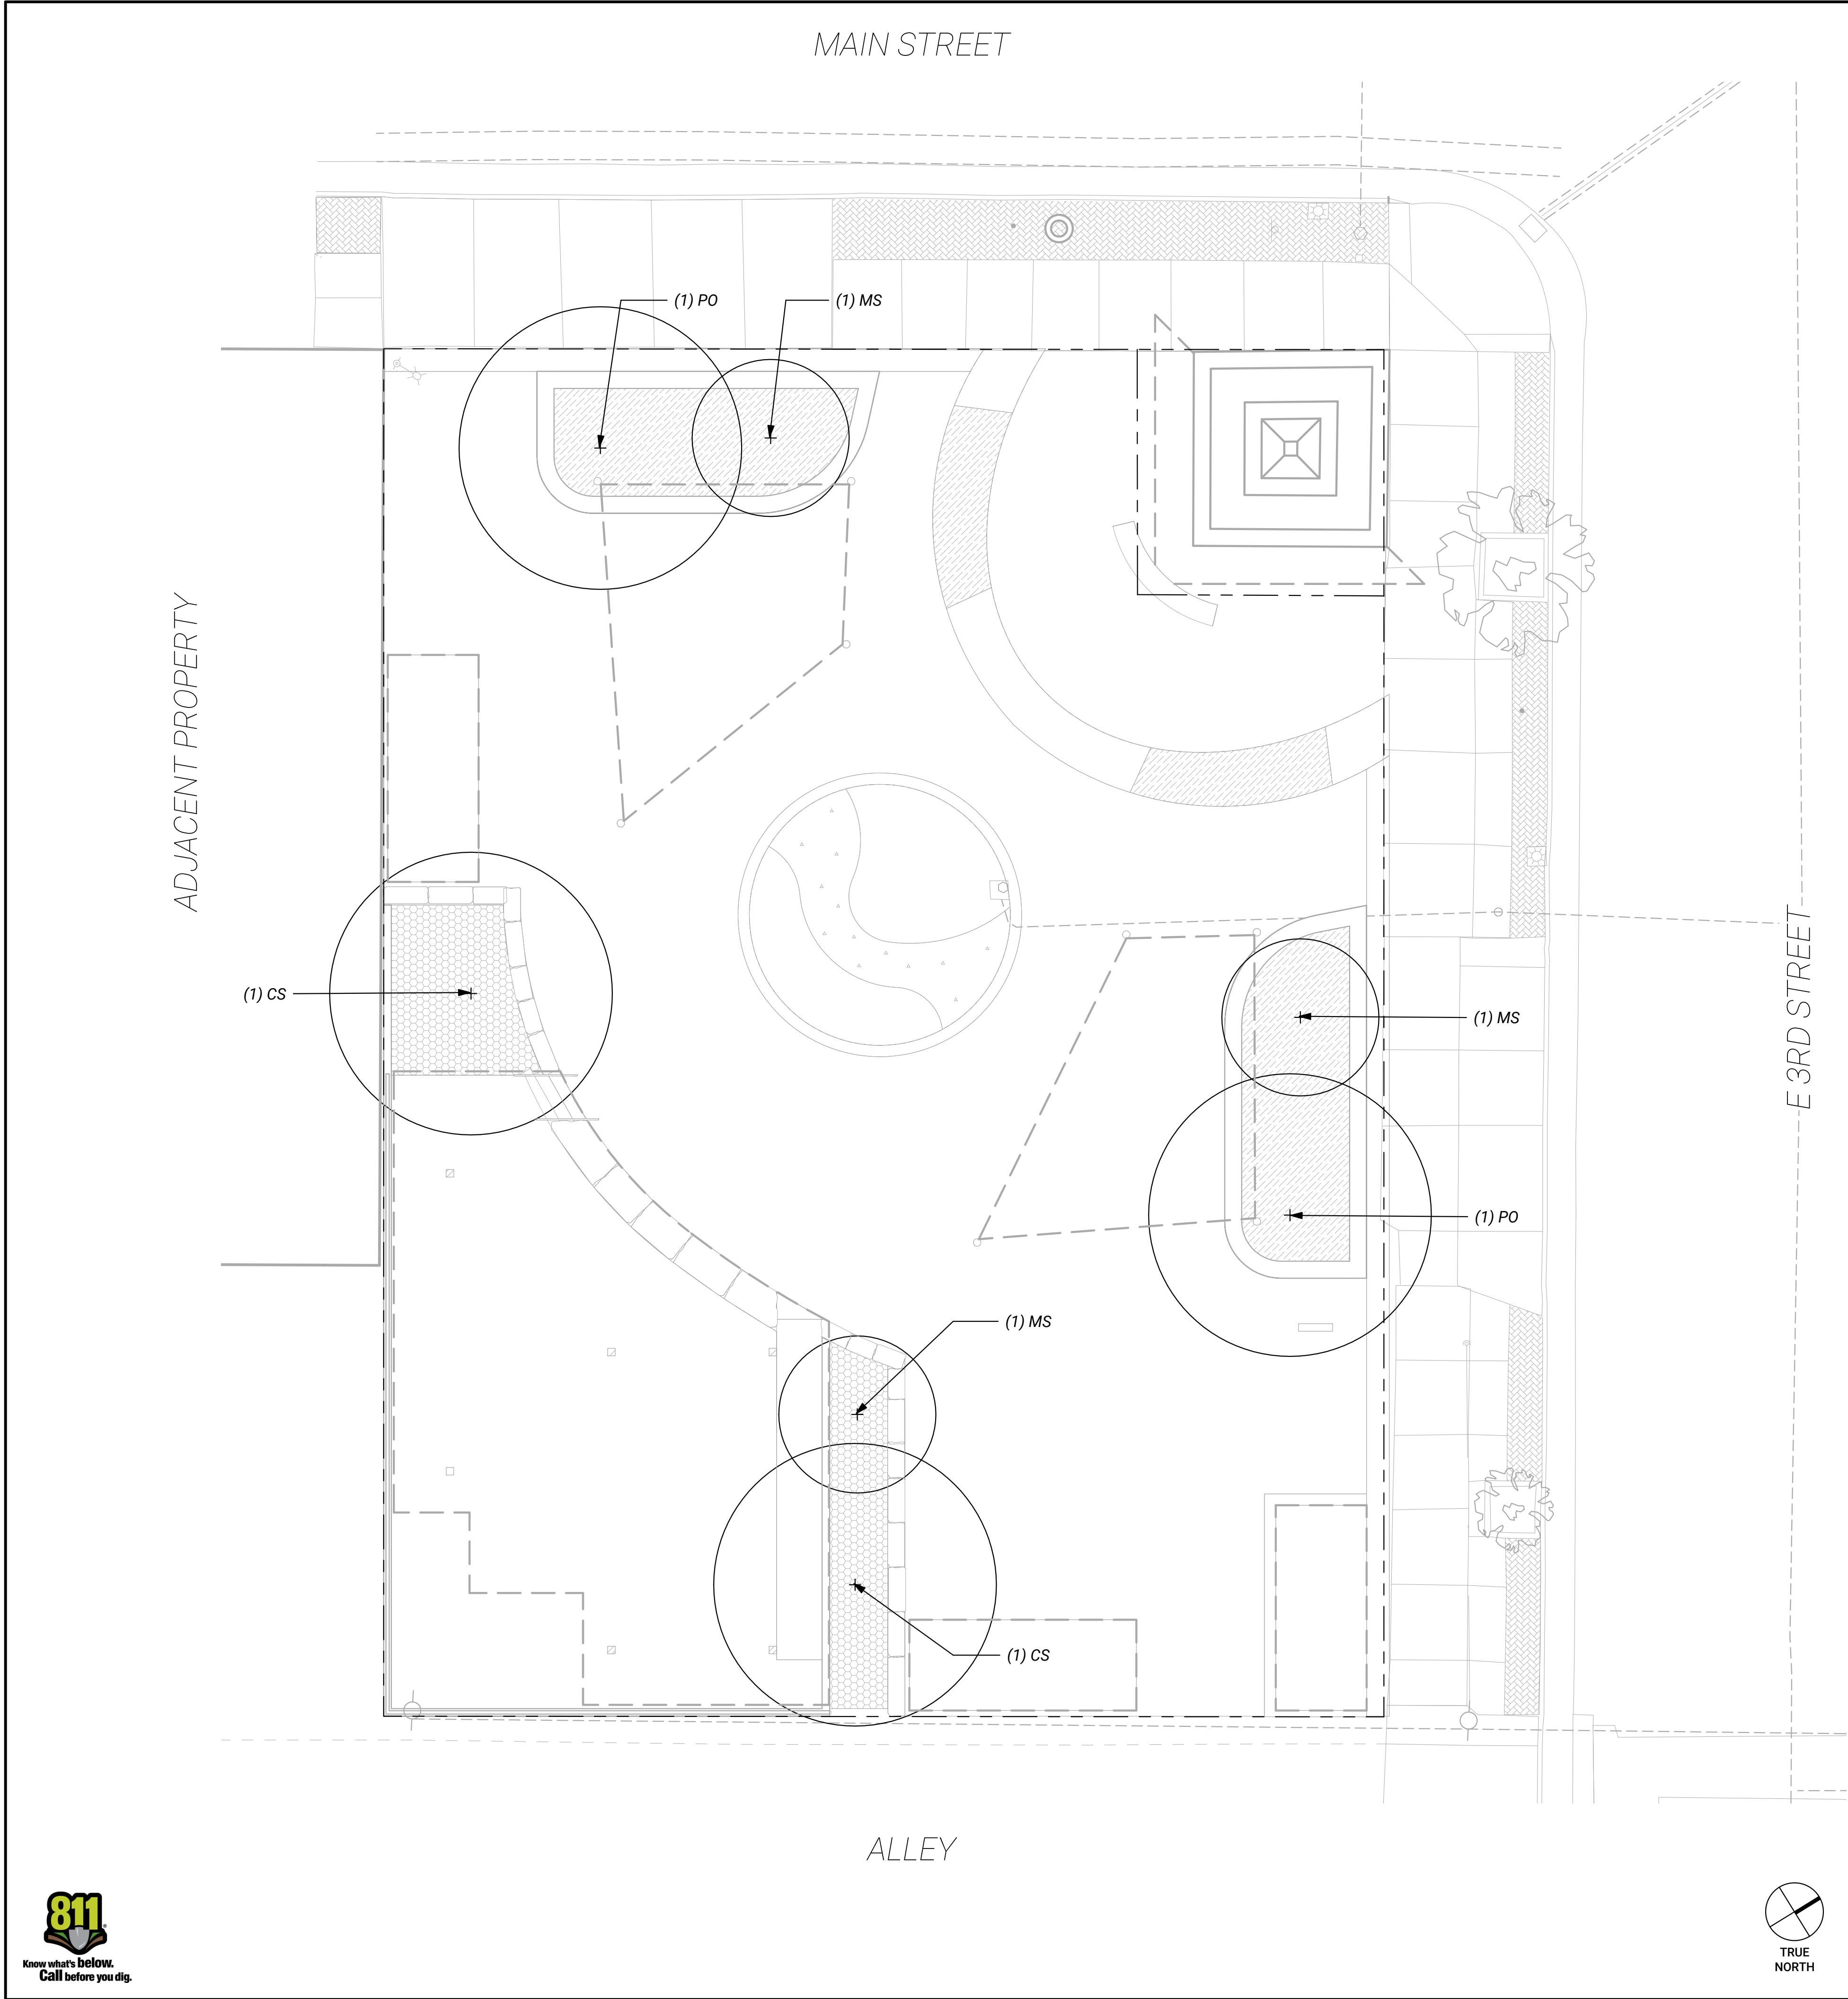 MAIN STREET
(1) PO
(1) MS
ADJACENT PROPERTY
(1) CS
(1) MS
E 3RD STREET
(1) PO
(1) MS
(1) CS
ALLEY
811
Know what's below.
Call before you dig.
TRUE
NORTH